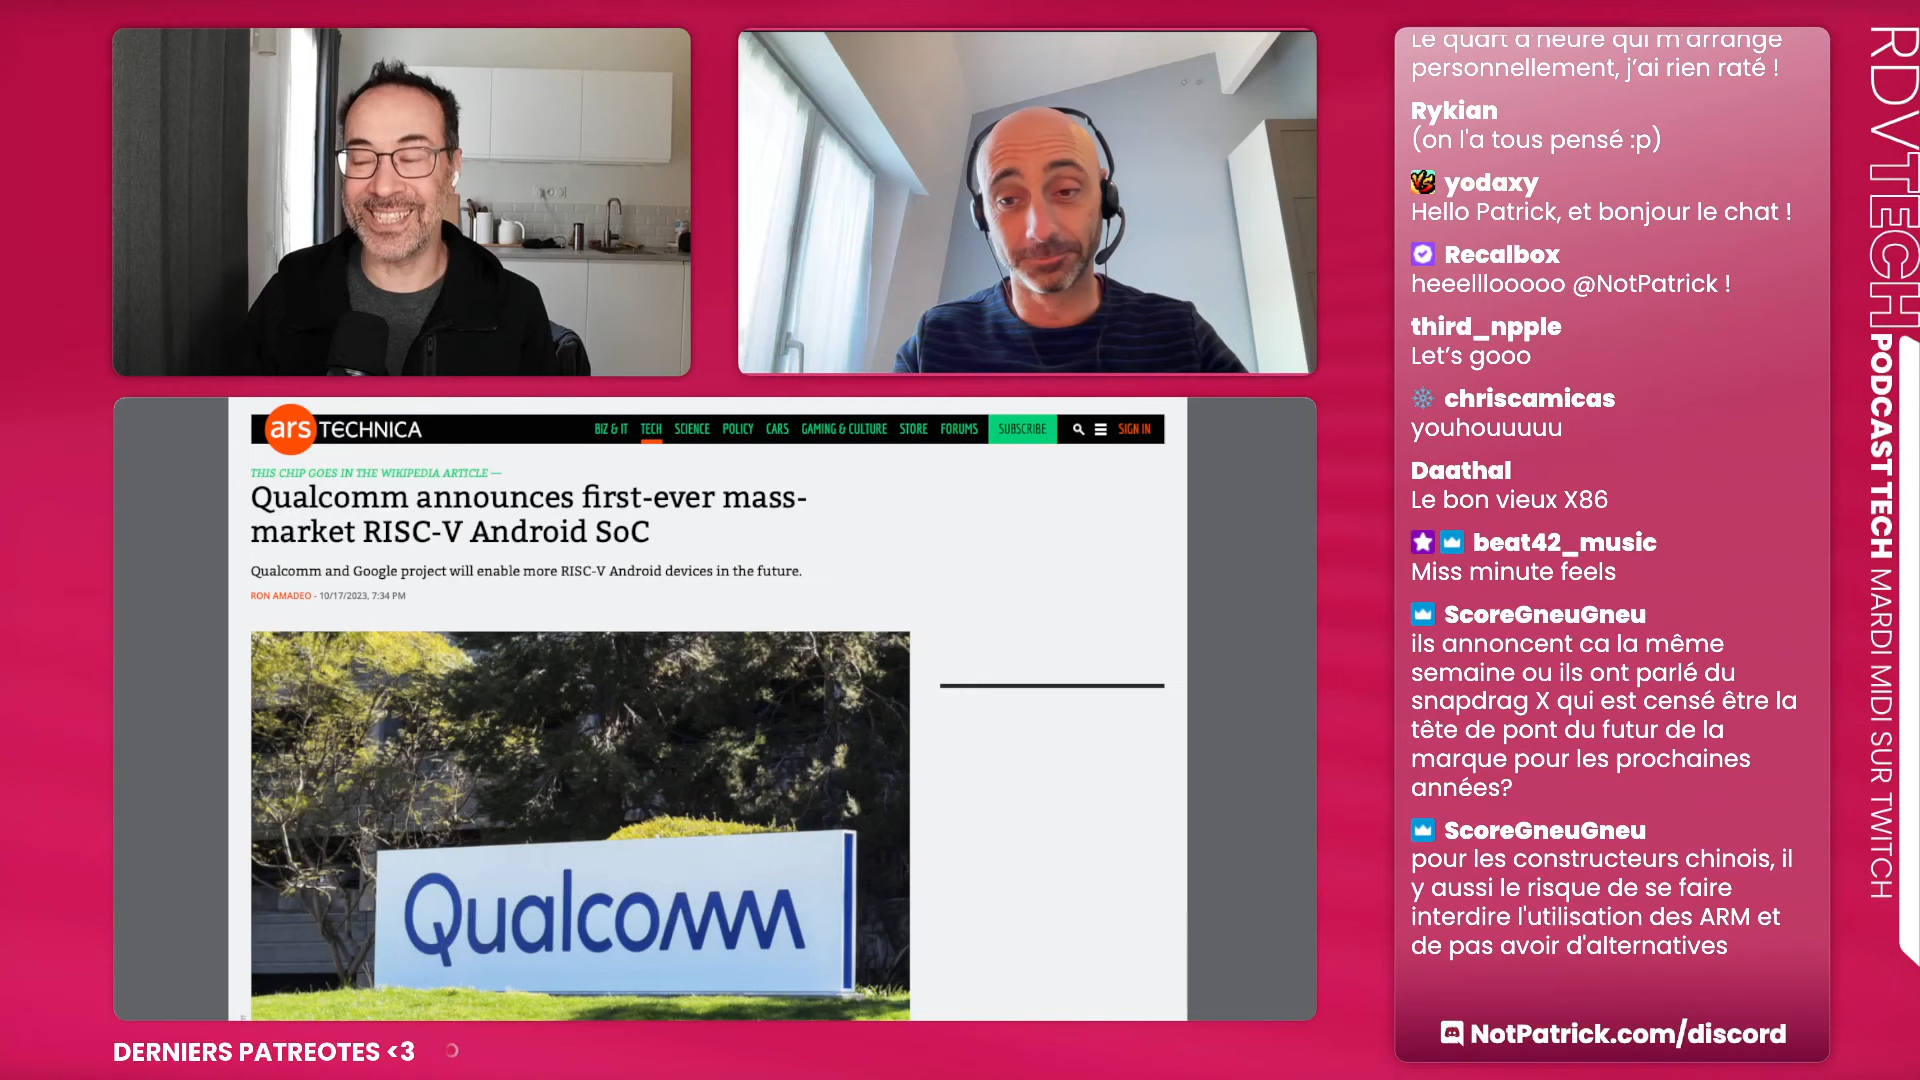 ars TECHNICA
BIZ & IT TECH SCIENCE POLICY CARS GAMING & CULTURE STORE FORUMS SUBSCRIBE SIGN IN
THIS CHIP GOES IN THE WIKIPEDIA ARTICLE —
Qualcomm announces first-ever mass-
market RISC-V Android SoC
Qualcomm and Google project will enable more RISC-V Android devices in the future.
RON AMADEO - 10/17/2023, 7:34 PM
Qualcomm
DERNIERS PATREOTES <3
Le quart d'heure qui m'arrange
personnellement, j’ai rien raté !
Rykian
(on l'a tous pensé :p)
yodaxy
Hello Patrick, et bonjour le chat !
Recalbox
heeelllooooo @NotPatrick !
third_npple
Let’s gooo
chriscamicas
youhouuuuu
Daathal
Le bon vieux X86
beat42_music
Miss minute feels
ScoreGneuGneu
ils annoncent ca la même
semaine ou ils ont parlé du
snapdrag X qui est censé être la
tête de pont du futur de la
marque pour les prochaines
années?
ScoreGneuGneu
pour les constructeurs chinois, il
y aussi le risque de se faire
interdire l'utilisation des ARM et
de pas avoir d'alternatives
NotPatrick.com/discord
RDV TECH PODCAST TECH MARDI MIDI SUR TWITCH